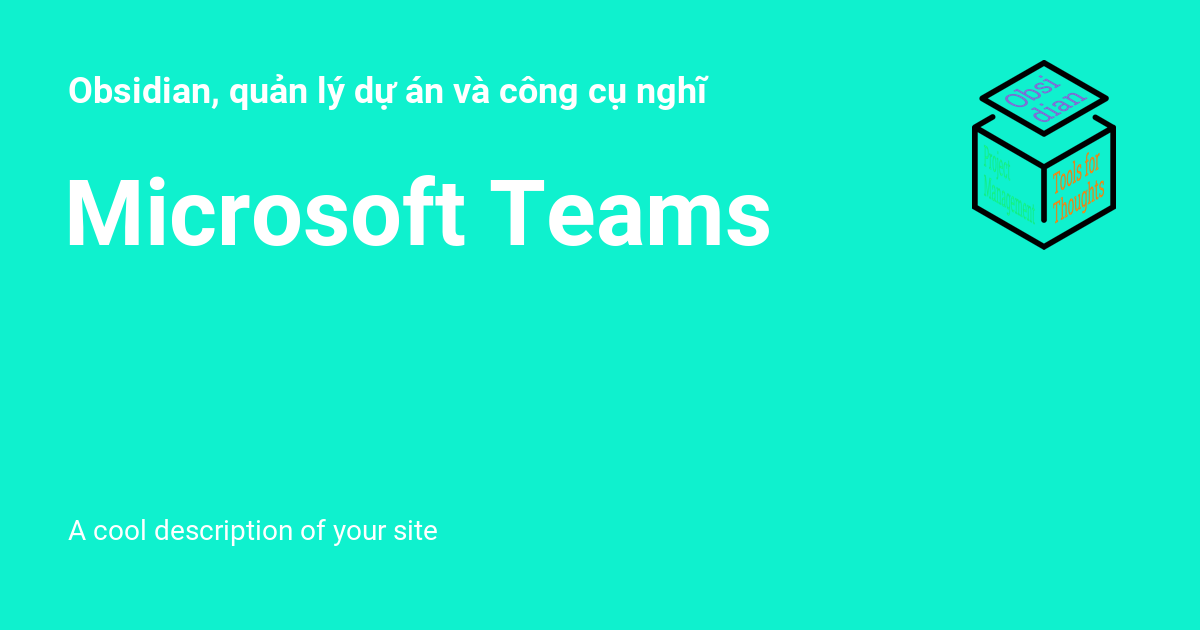 Obsidian, quản lý dự án và công cụ nghĩ
Microsoft Teams
A cool description of your site
Obsi
dian
Project
Management
Tools for
Thoughts